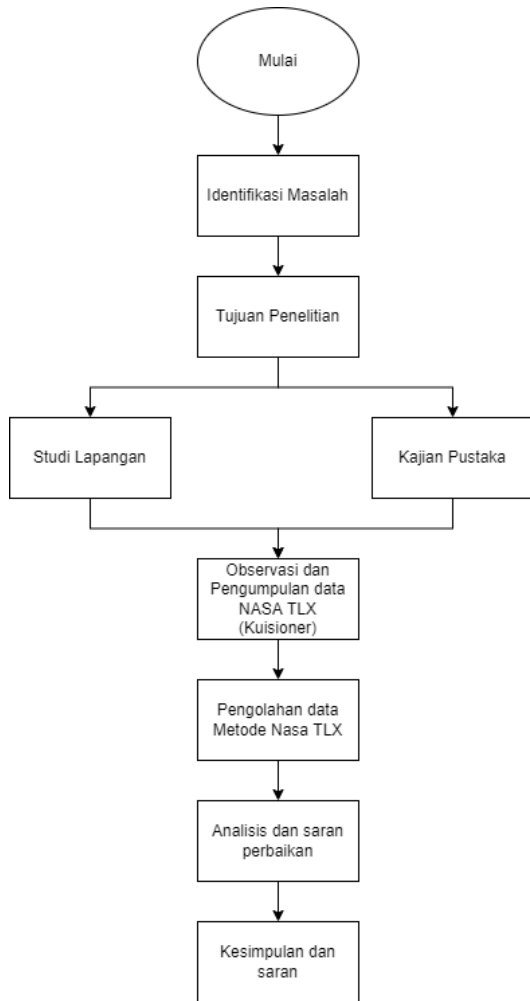 Mulai
Identifikasi Masalah
Tujuan Penelitian
Studi Lapangan
Kajian Pustaka
Observasi dan
Pengumpulan data
NASA TLX
(Kuisioner)
Pengolahan data
Metode Nasa TLX
Analisis dan saran
perbaikan
Kesimpulan dan
saran